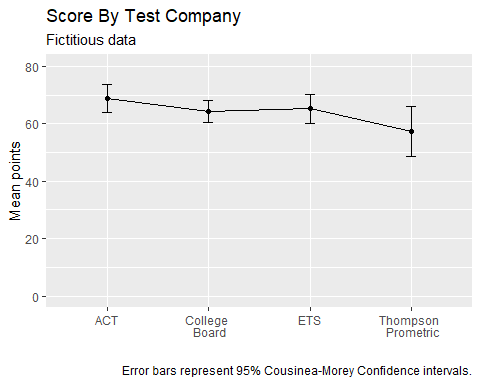 Score By Test Company
Fictitious data
Mean points
80
60
40
20
0
ACT
College
Board
ETS
Thompson
Prometric
Error bars represent 95% Cousinea-Morey Confidence intervals.